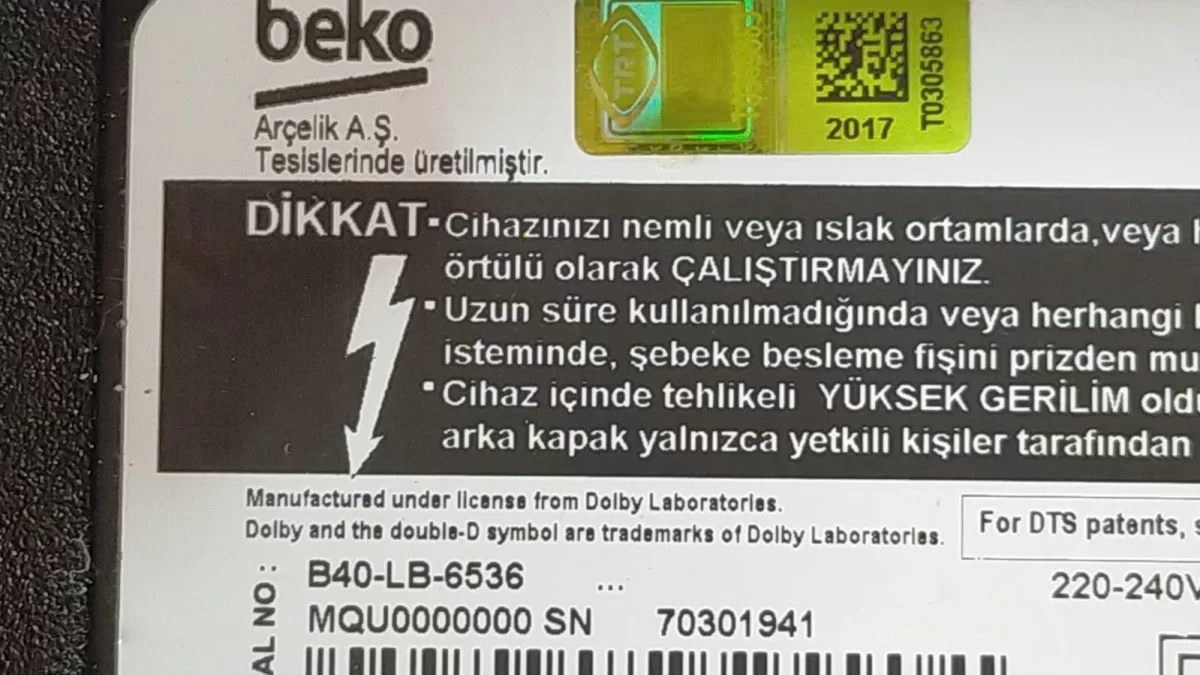 beko
Arçelik A.Ş.
Tesislerinde üretilmiştir.
TRT
2017
T0305863
DİKKAT
▪Cihazınızı nemli veya ıslak ortamlarda,veya
örtülü olarak ÇALIŞTIRMAYINIZ.
▪Uzun süre kullanılmadığında veya herhangi
isteminde, şebeke besleme fişini prizden
▪Cihaz içinde tehlikeli YÜKSEK GERİLİM
arka kapak yalnızca yetkili kişiler tarafından
Manufactured under license from Dolby Laboratories.
Dolby and the double-D symbol are trademarks of Dolby Laboratories.
For DTS patents,
B40-LB-6536 ...
220-240V
AL NO :
MQU0000000 SN 70301941